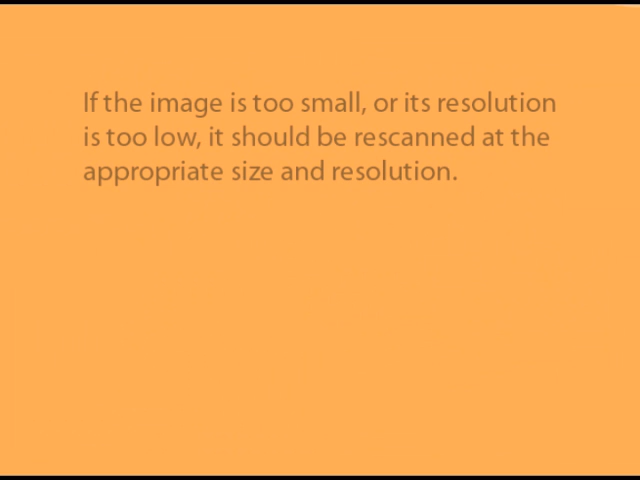 If the image is too small, or its resolution
is too low, it should be rescanned at the
appropriate size and resolution.